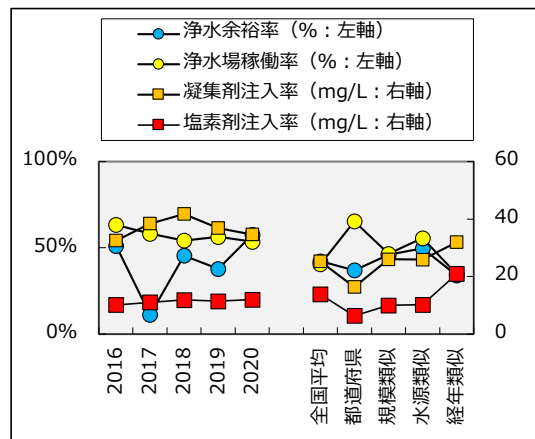 浄水余裕率（%：左軸）
浄水場稼働率（%：左軸）
凝集剤注入率（mg/L：右軸）
塩素剤注入率（mg/L：右軸）
100%
50%
0%
60
40
20
0
2016
2017
2018
2019
2020
全国平均
都道府県
規模類似
水源類似
経年類似